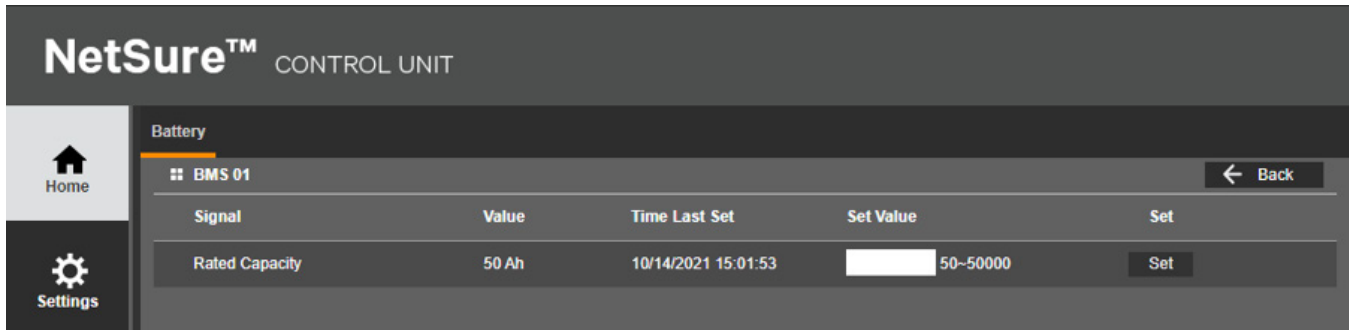 NetSure™ CONTROL UNIT
Home
Settings
Battery
BMS 01
Back
Signal Value Time Last Set Set Value Set
Rated Capacity 50 Ah 10/14/2021 15:01:53 50~50000 Set